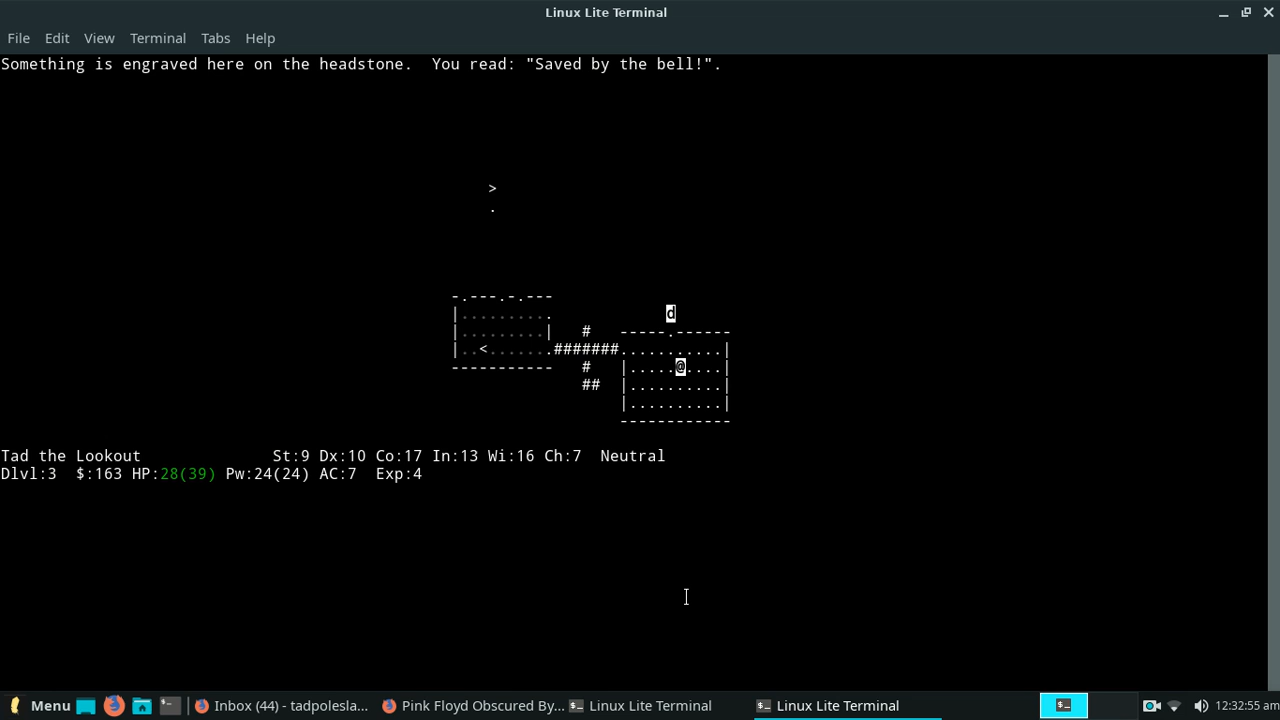 Linux Lite Terminal
File Edit View Terminal Tabs Help
Something is engraved here on the headstone.  You read: "Saved by the bell!".
>
.
-.---.-.---
|..........
d
|.........| # -----.------
|..<.......#######...........|
----------- # |.....@....|
## |..........|
|..........|
------------
Tad the Lookout St:9 Dx:10 Co:17 In:13 Wi:16 Ch:7 Neutral
Dlvl:3 $:163 HP:28(39) Pw:24(24) AC:7 Exp:4
Menu Inbox (44) - tadpolesla... Pink Floyd Obscured By... Linux Lite Terminal Linux Lite Terminal 12:32:55 am